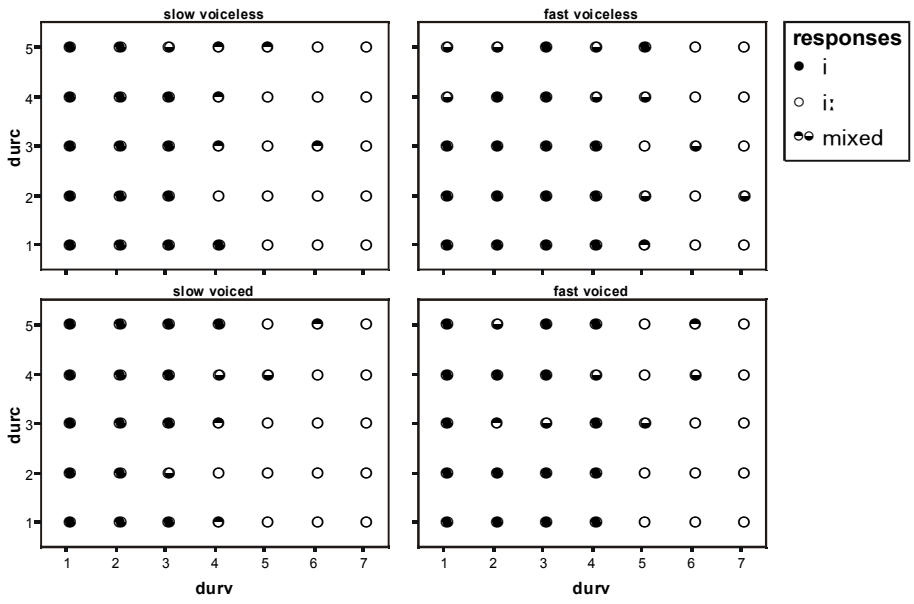 slow voiceless
fast voiceless
5
4
3
2
1
durc
responses
i
iː
mixed
slow voiced
fast voiced
5
4
3
2
1
durc
1 2 3 4 5 6 7
1 2 3 4 5 6 7
durv
durv